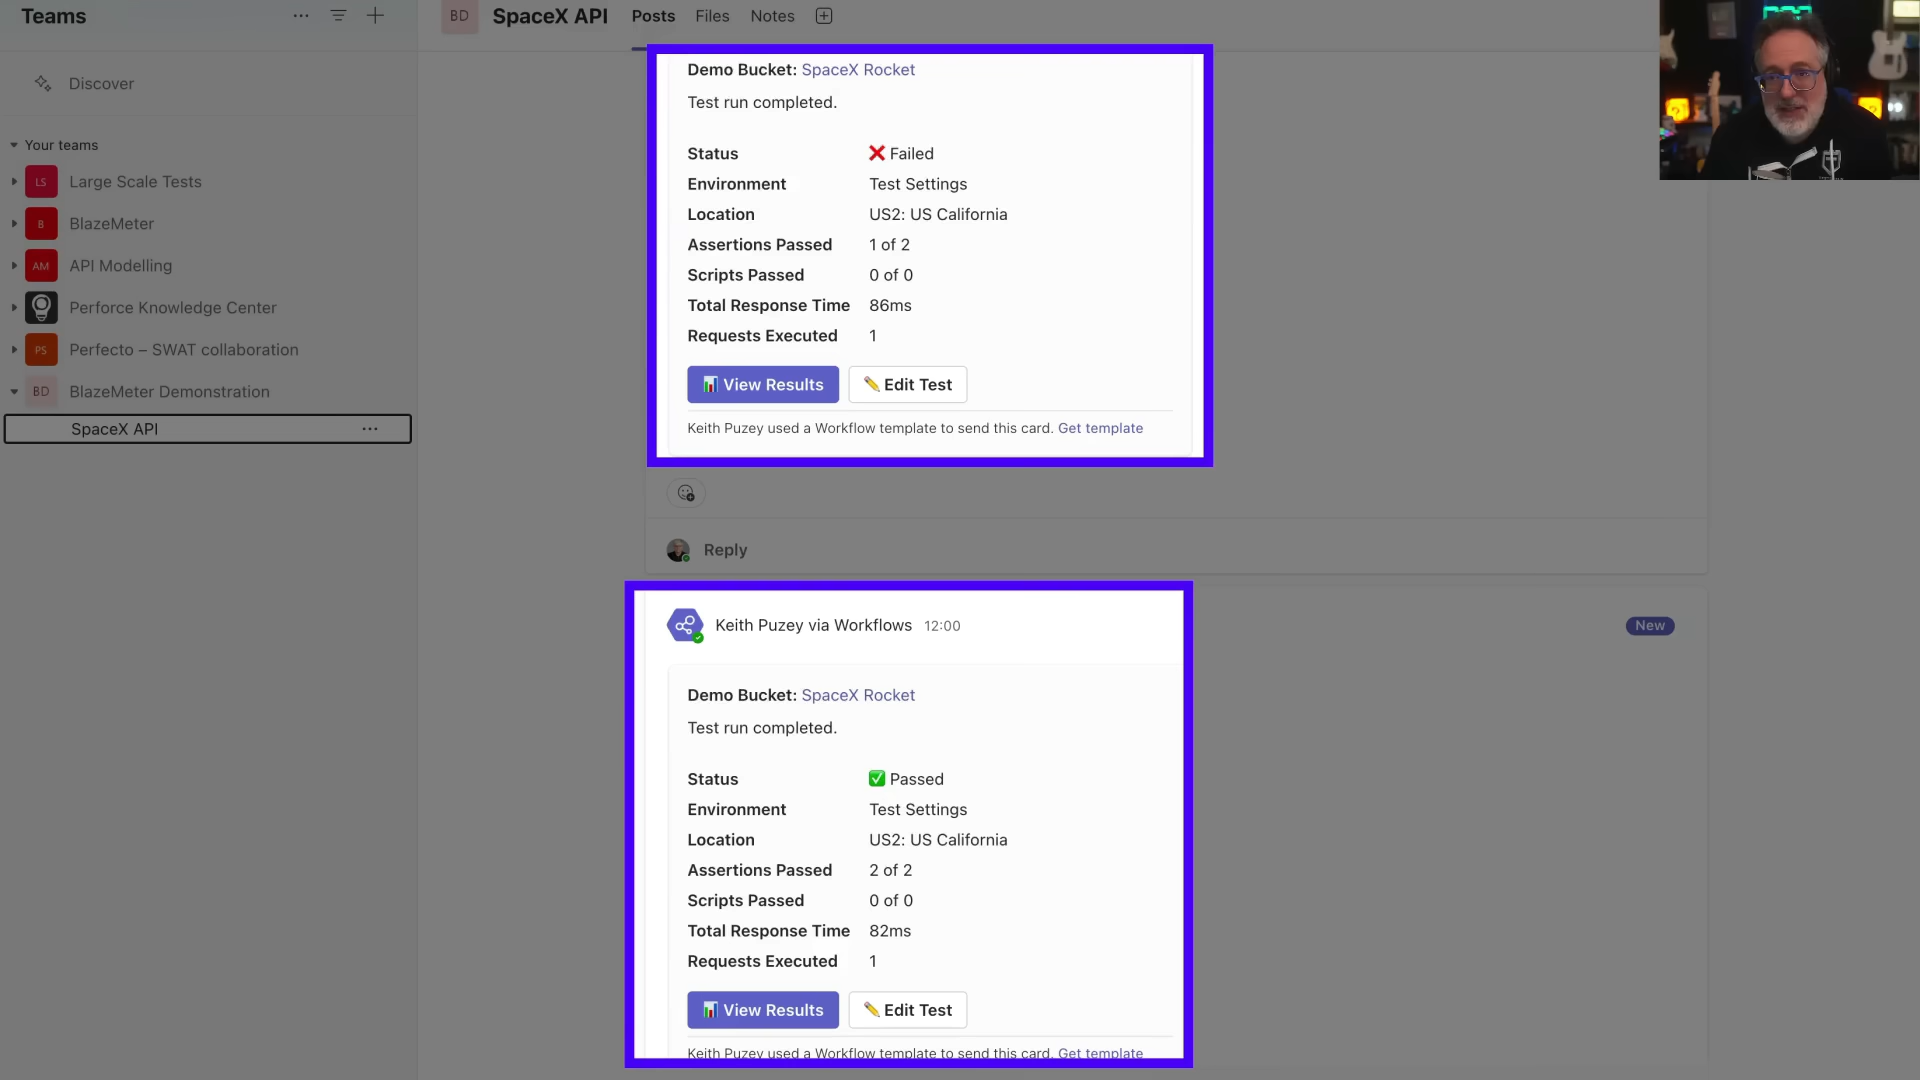 Teams
Discover
Your teams
LS Large Scale Tests
B BlazeMeter
AM API Modelling
Perforce Knowledge Center
PS Perfecto – SWAT collaboration
BD BlazeMeter Demonstration
SpaceX API
BD SpaceX API Posts Files Notes
Demo Bucket: SpaceX Rocket
Test run completed.
Status ❌ Failed
Environment Test Settings
Location US2: US California
Assertions Passed 1 of 2
Scripts Passed 0 of 0
Total Response Time 86ms
Requests Executed 1
View Results Edit Test
Keith Puzey used a Workflow template to send this card. Get template
Reply
Keith Puzey via Workflows 12:00
New
Demo Bucket: SpaceX Rocket
Test run completed.
Status ✅ Passed
Environment Test Settings
Location US2: US California
Assertions Passed 2 of 2
Scripts Passed 0 of 0
Total Response Time 82ms
Requests Executed 1
View Results Edit Test
Keith Puzey used a Workflow template to send this card. Get template